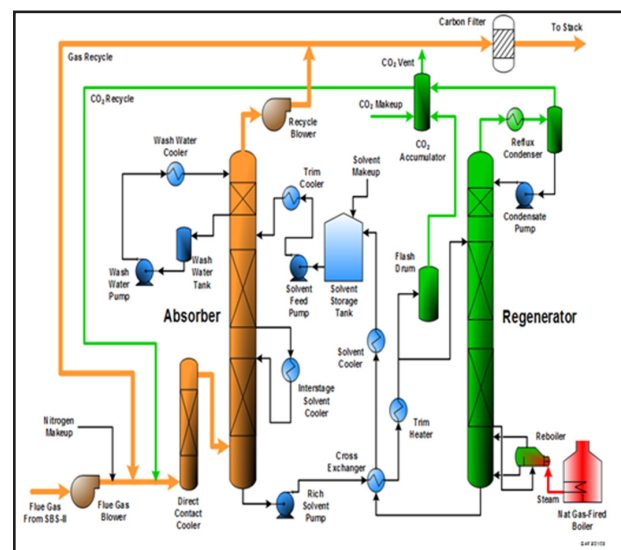 Carbon Filter
To Stack
Gas Recycle
CO₂ Vent
CO₂ Recycle
Recycle
Blower
CO₂ Makeup
CO₂
Accumulator
Reflux
Condenser
Wash Water
Cooler
Trim
Cooler
Solvent
Makeup
Condensate
Pump
Wash Water
Pump
Wash Water
Tank
Absorber
Solvent
Feed
Pump
Solvent
Storage
Tank
Flash
Drum
Regenerator
Solvent
Cooler
Interstage
Solvent
Cooler
Trim
Heater
Nitrogen
Makeup
Cross
Exchanger
Reboiler
Flue Gas
From SBS-II
Flue Gas
Blower
Direct
Contact
Cooler
Rich
Solvent
Pump
Steam
Nat Gas-Fired
Boiler